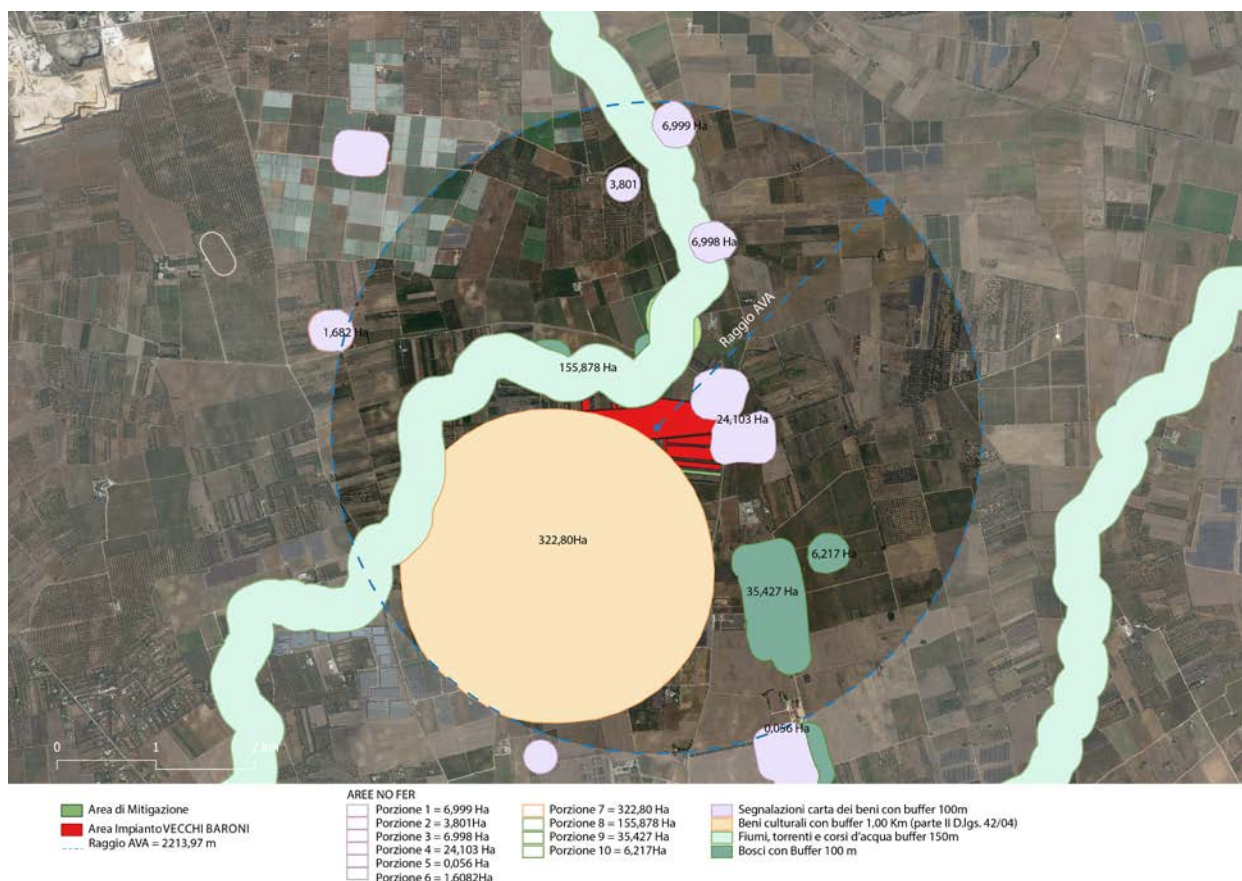 6,999 Ha
3,801
6,998 Ha
1,682 Ha
Raggio AVA
155,878 Ha
24,103 Ha
322,80Ha
6,217 Ha
35,427 Ha
0,056 Ha
0 1
AREE NO FER
Area di Mitigazione
Area Impianto VECCHI BARONI
Raggio AVA = 2213,97 m
Porzione 1 = 6,999 Ha
Porzione 2 = 3,801Ha
Porzione 3 = 6.998 Ha
Porzione 4 = 24,103 Ha
Porzione 5 = 0,056 Ha
Porzione 6 = 1.6082Ha
Porzione 7 = 322,80 Ha
Porzione 8 = 155,878 Ha
Porzione 9 = 35,427 Ha
Porzione 10 = 6,217Ha
Segnalazioni carta dei beni con buffer 100m
Beni culturali con buffer 1,00 Km (parte II D.lgs. 42/04)
Fiumi, torrenti e corsi d'acqua buffer 150m
Bosci con Buffer 100 m